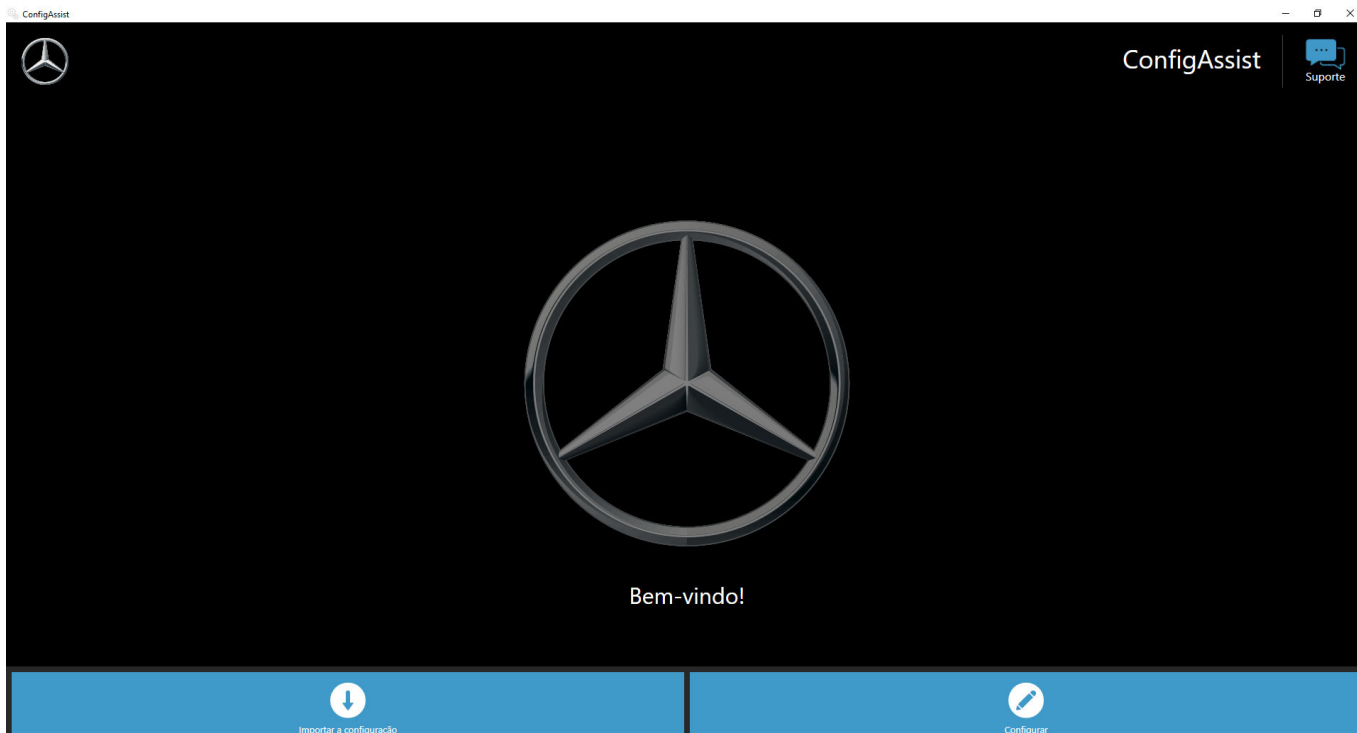 ConfigAssist
ConfigAssist
Suporte
Bem-vindo!
Importar a configuração
Configurar